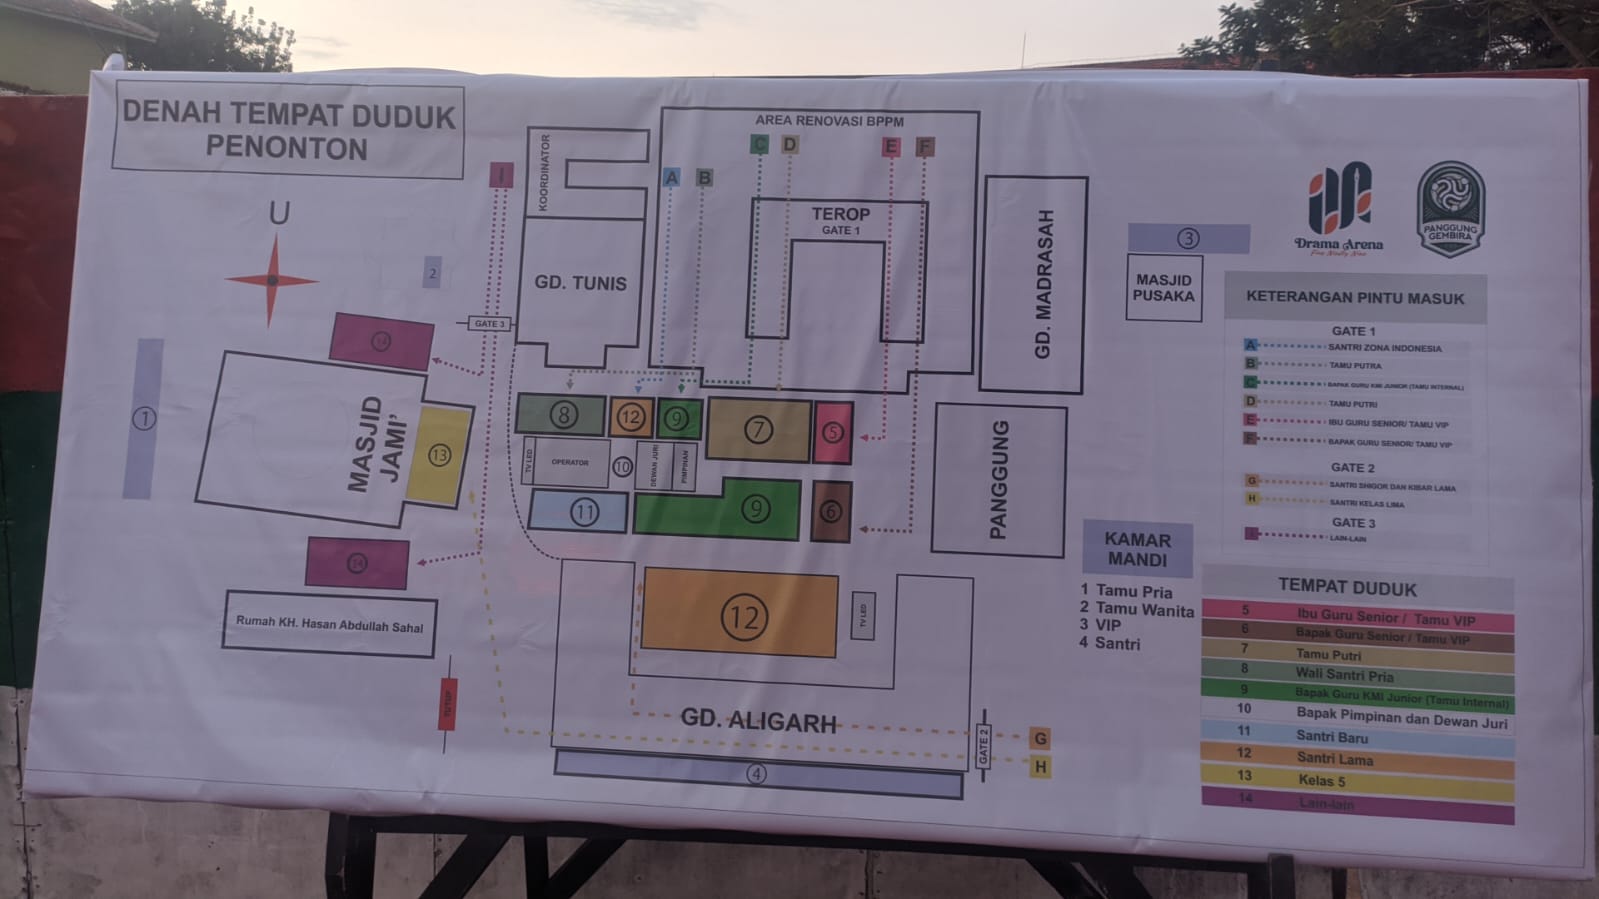 DENAH TEMPAT DUDUK
PENONTON
U
I
KOORDINATOR
GD. TUNIS
GATE 3
AREA RENOVASI BPPM
A
B
C
D
E
F
TEROP
GATE 1
GD. MADRASAH
3
MASJID
PUSAKA
Drama Arena
PANGGUNG
GEMBIRA
2
1
14
MASJID
JAMI'
13
14
Rumah KH. Hasan Abdullah Sahal
TUTUP
8
12
9
7
5
TV LED
OPERATOR
10
DEWAN JURI
PIMPINAN
11
9
6
PANGGUNG
12
TV LED
GD. ALIGARH
4
GATE 2
G
H
KAMAR
MANDI
1 Tamu Pria
2 Tamu Wanita
3 VIP
4 Santri
KETERANGAN PINTU MASUK
GATE 1
A SANTRI ZONA INDONESIA
B TAMU PUTRA
C BAPAK GURU KMI JUNIOR (TAMU INTERNAL)
D TAMU PUTRI
E IBU GURU SENIOR/ TAMU VIP
F BAPAK GURU SENIOR/ TAMU VIP
GATE 2
G SANTRI SHIGOR DAN KIBAR LAMA
H SANTRI KELAS LIMA
GATE 3
I LAIN-LAIN
TEMPAT DUDUK
5 Ibu Guru Senior / Tamu VIP
6 Bapak Guru Senior / Tamu VIP
7 Tamu Putri
8 Wali Santri Pria
9 Bapak Guru KMI Junior (Tamu Internal)
10 Bapak Pimpinan dan Dewan Juri
11 Santri Baru
12 Santri Lama
13 Kelas 5
14 Lain-lain